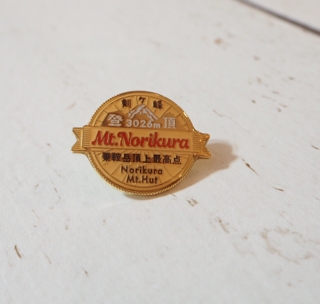 剣ヶ峰
登 3026m 頂
Mt.Norikura
乗鞍岳頂上最高点
Norikura
Mt.Hut